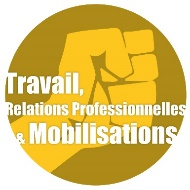 Travail,
Relations Professionnelles
& Mobilisations